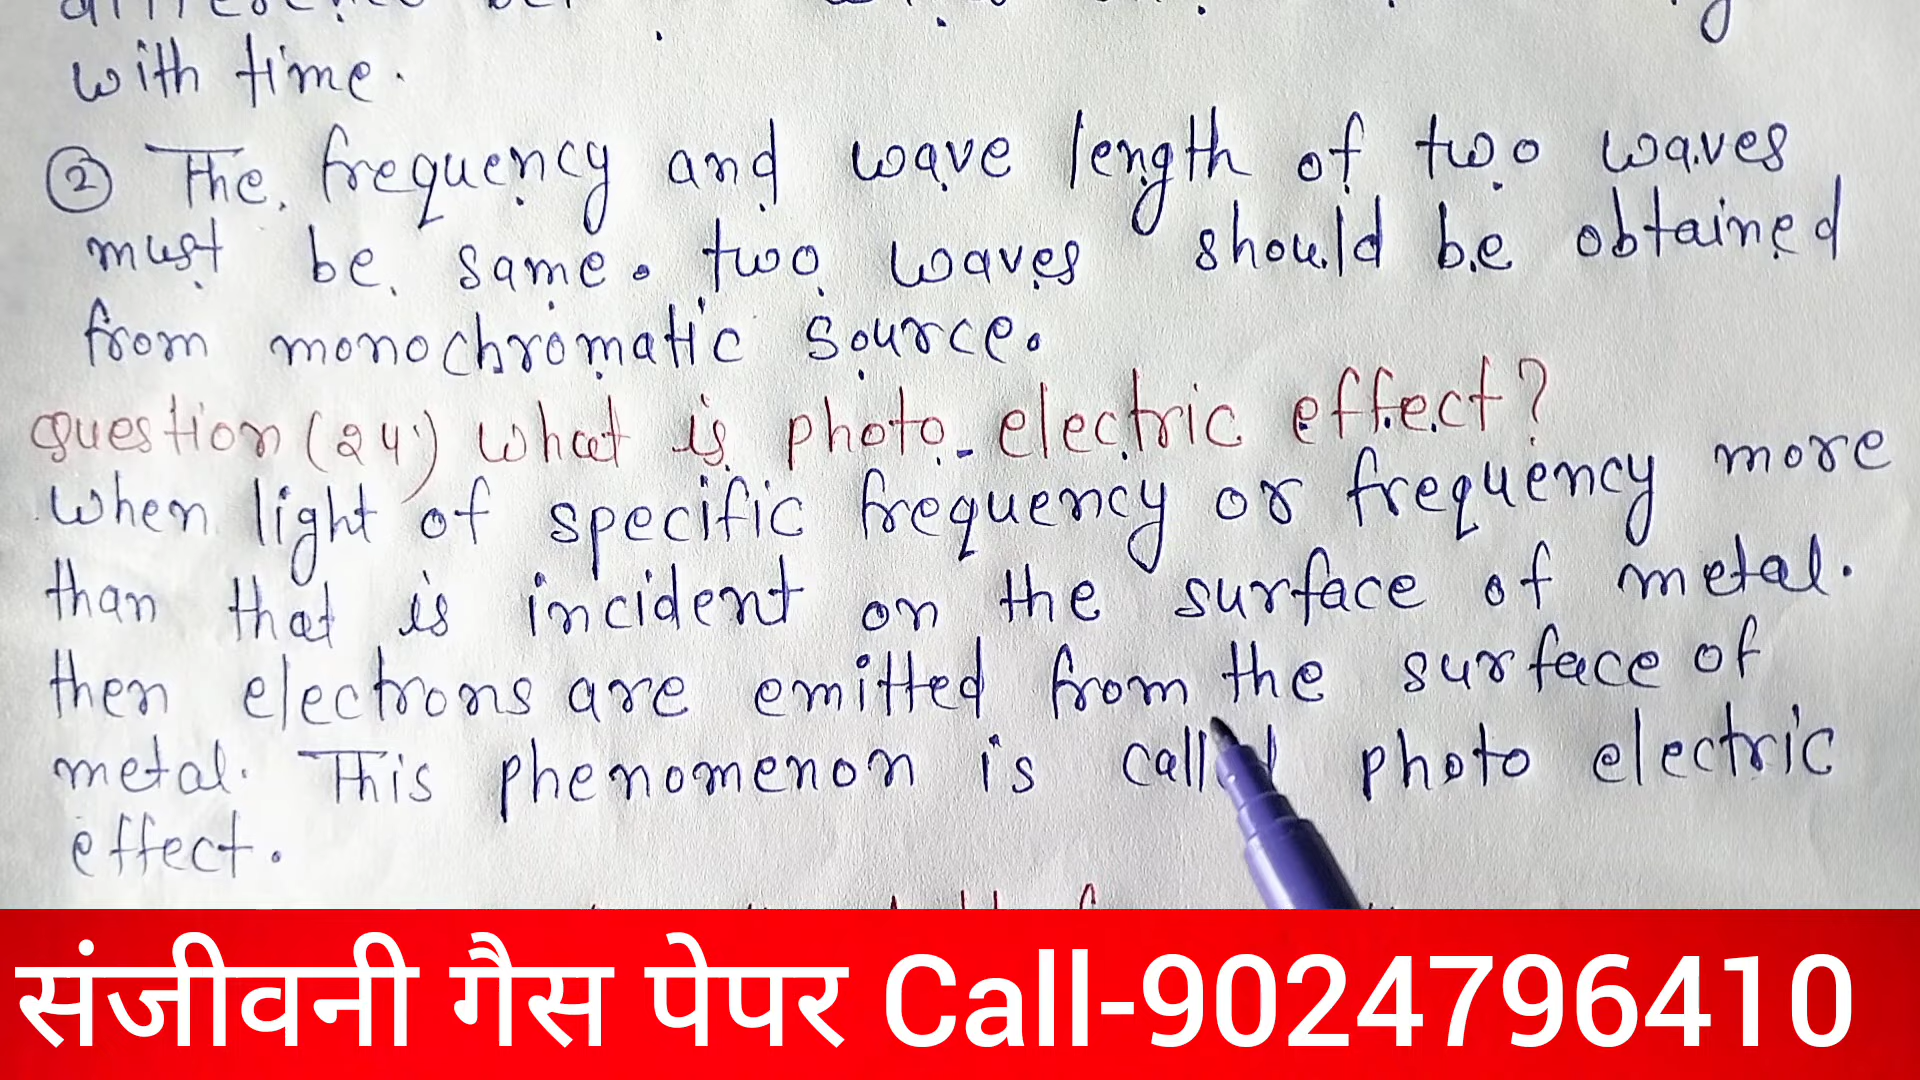 with time.
② The frequency and wave length of two waves
must be same. two waves should be obtained
from monochromatic source.
question (24) what is photo-electric effect?
when light of specific frequency or frequency more
than that is incident on the surface of metal.
then electrons are emitted from the surface of
metal. This phenomenon is called photo electric
effect.
संजीवनी गैस पेपर Call-9024796410